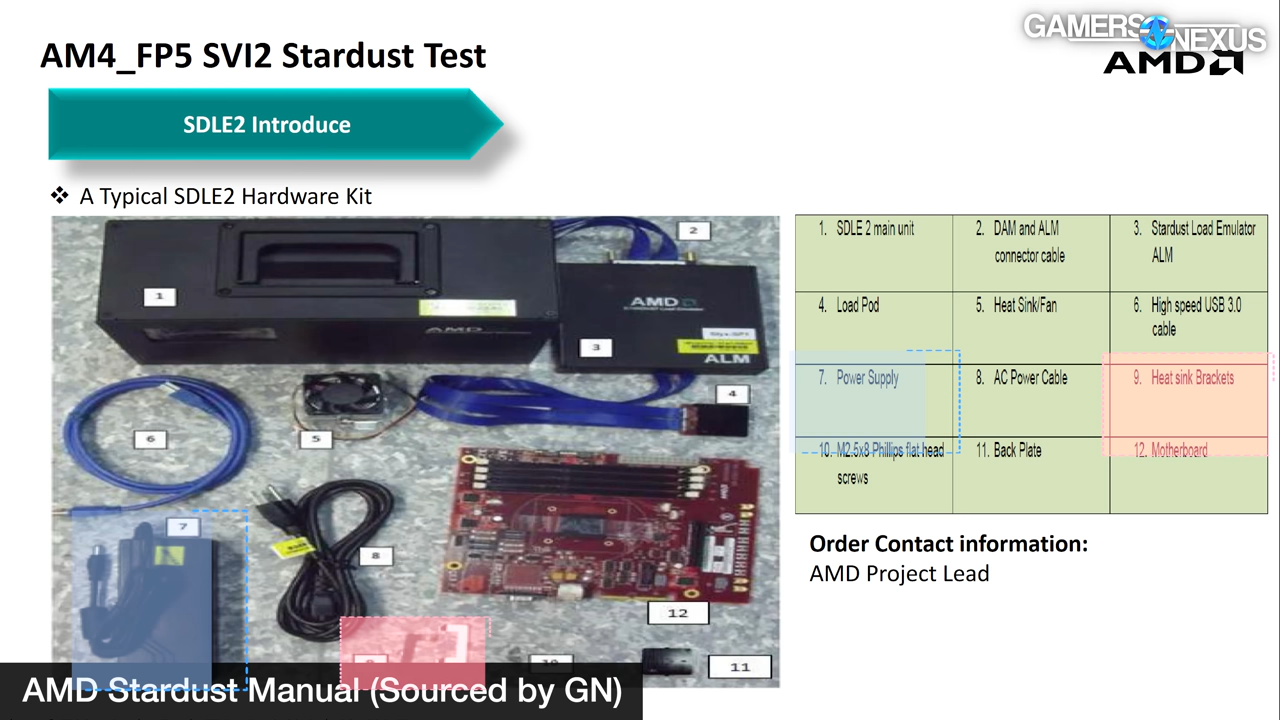 GAMERS NEXUS
AM4_FP5 SVI2 Stardust Test
AMD
SDLE2 Introduce
❖ A Typical SDLE2 Hardware Kit
1
2
AMD
3
ALM
AMD
4
5
6
7
8
12
10
11
1. SDLE 2 main unit
2. DAM and ALM
connector cable
3. Stardust Load Emulator
ALM
4. Load Pod
5. Heat Sink/Fan
6. High speed USB 3.0
cable
7. Power Supply
8. AC Power Cable
9. Heat sink Brackets
10. M2.5x8 Phillips flat head
screws
11. Back Plate
12. Motherboard
Order Contact information:
AMD Project Lead
AMD Stardust Manual (Sourced by GN)